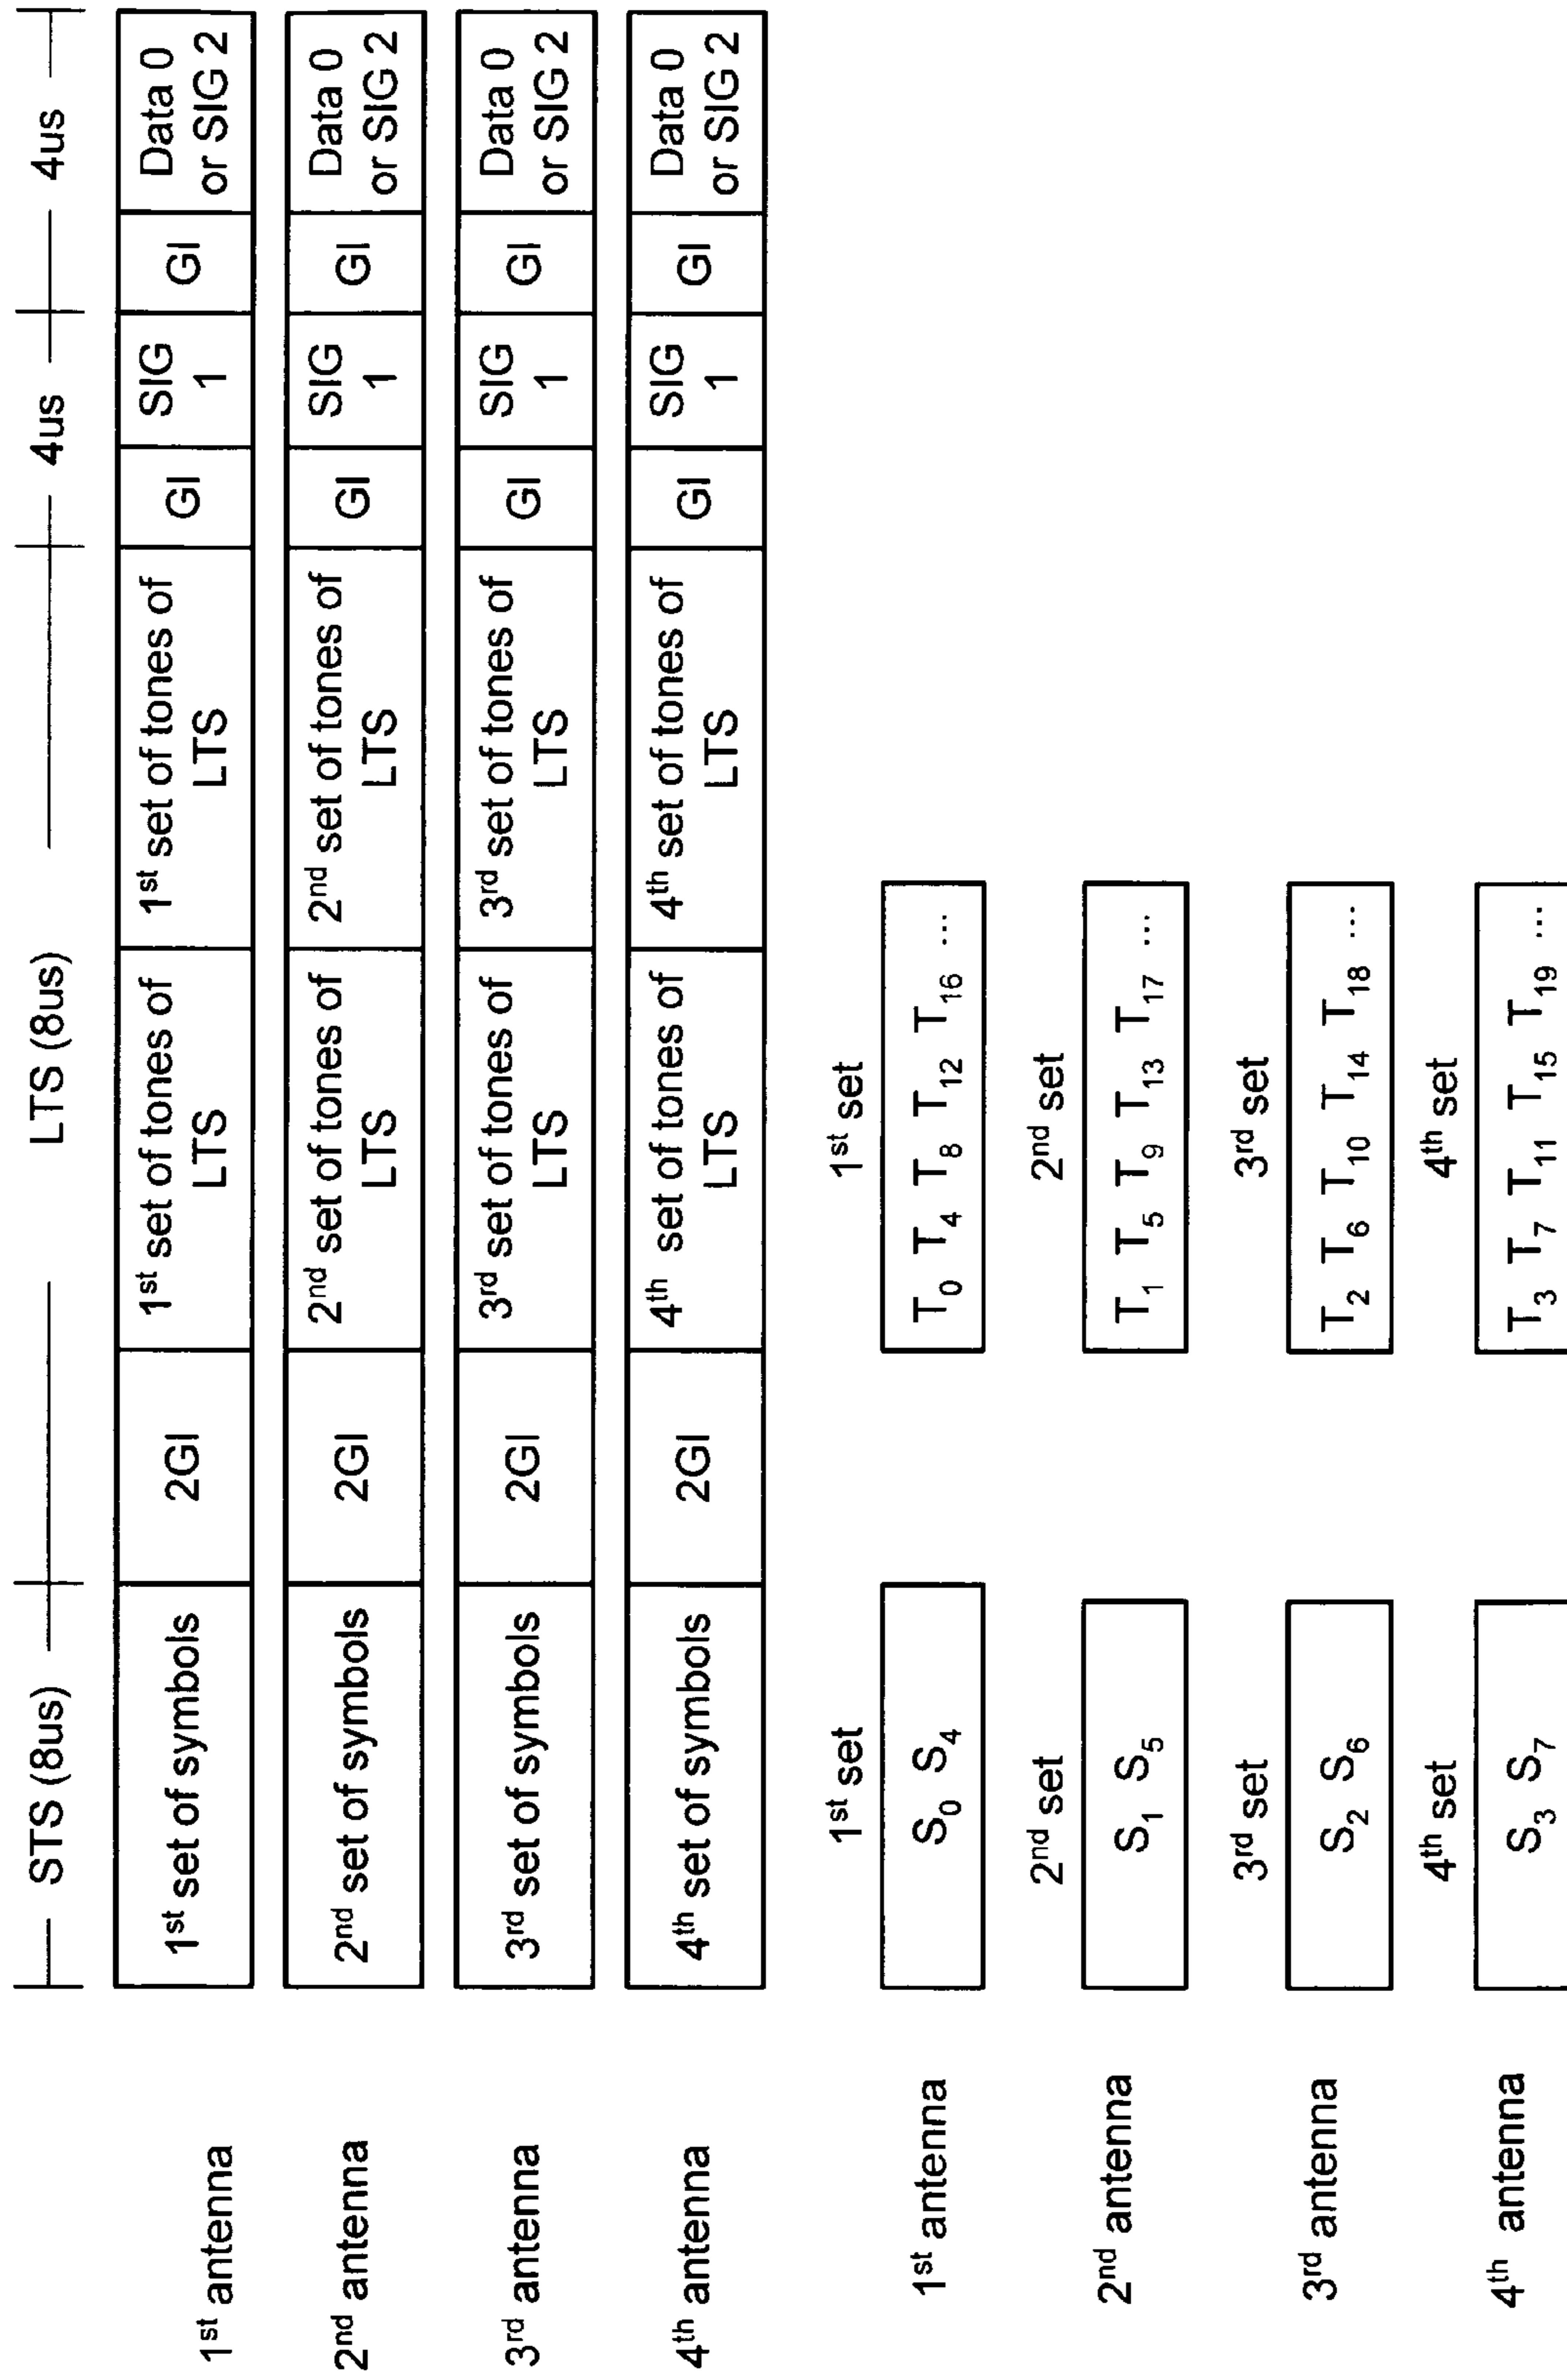 STS (8us) LTS (8us) 4us 4us
1st antenna 1st set of symbols 2GI 1st set of tones of LTS 1st set of tones of LTS GI SIG 1 GI Data 0 or SIG 2
2nd antenna 2nd set of symbols 2GI 2nd set of tones of LTS 2nd set of tones of LTS GI SIG 1 GI Data 0 or SIG 2
3rd antenna 3rd set of symbols 2GI 3rd set of tones of LTS 3rd set of tones of LTS GI SIG 1 GI Data 0 or SIG 2
4th antenna 4th set of symbols 2GI 4th set of tones of LTS 4th set of tones of LTS GI SIG 1 GI Data 0 or SIG 2
1st set 1st set
1st antenna S0 S4 T0 T4 T8 T12 T16 ...
2nd set 2nd set
2nd antenna S1 S5 T1 T5 T9 T13 T17 ...
3rd set 3rd set
3rd antenna S2 S6 T2 T6 T10 T14 T18 ...
4th set 4th set
4th antenna S3 S7 T3 T7 T11 T15 T19 ...